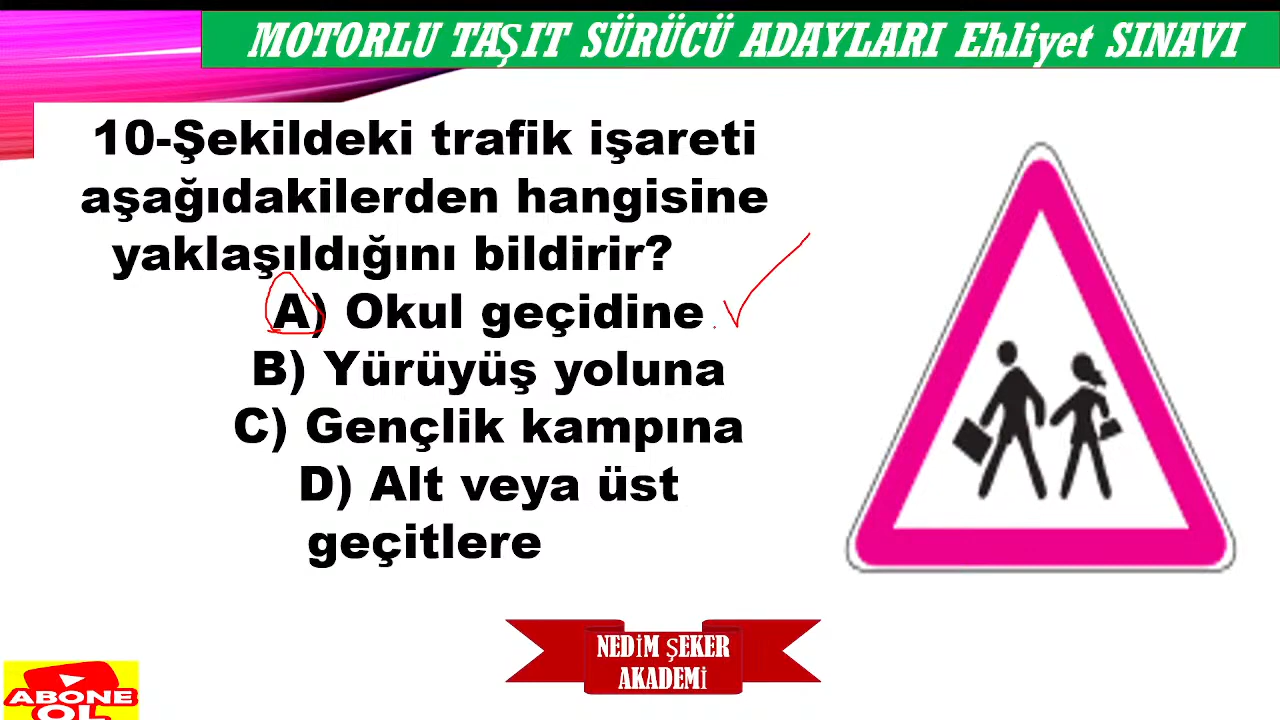 MOTORLU TAŞIT SÜRÜCÜ ADAYLARI Ehliyet SINAVI
10-Şekildeki trafik işareti
aşağıdakilerden hangisine
yaklaşıldığını bildirir?
A) Okul geçidine
B) Yürüyüş yoluna
C) Gençlik kampına
D) Alt veya üst
geçitlere
NEDİM ŞEKER
AKADEMİ
ABONE
OL